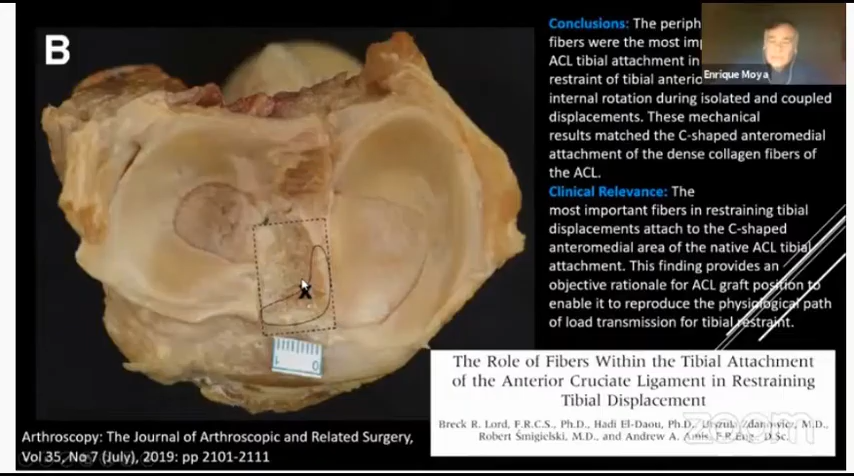 B
Conclusions: The periph
fibers were the most imp
ACL tibial attachment in
restraint of tibial anterio
internal rotation during isolated and coupled
displacements. These mechanical
results matched the C-shaped anteromedial
attachment of the dense collagen fibers of
the ACL.
Clinical Relevance: The
most important fibers in restraining tibial
displacements attach to the C-shaped
anteromedial area of the native ACL tibial
attachment. This finding provides an
objective rationale for ACL graft position to
enable it to reproduce the physiological path
of load transmission for tibial restraint.
Enrique Moya
X
0
The Role of Fibers Within the Tibial Attachment
of the Anterior Cruciate Ligament in Restraining
Tibial Displacement
Breck R. Lord, F.R.C.S., Ph.D., Hadi El-Daou, Ph.D., Urszula Zdanowicz, M.D.,
Robert Śmigielski, M.D., and Andrew A. Amis, F.R.Eng., D.Sc.
zoom
Arthroscopy: The Journal of Arthroscopic and Related Surgery,
Vol 35, No 7 (July), 2019: pp 2101-2111